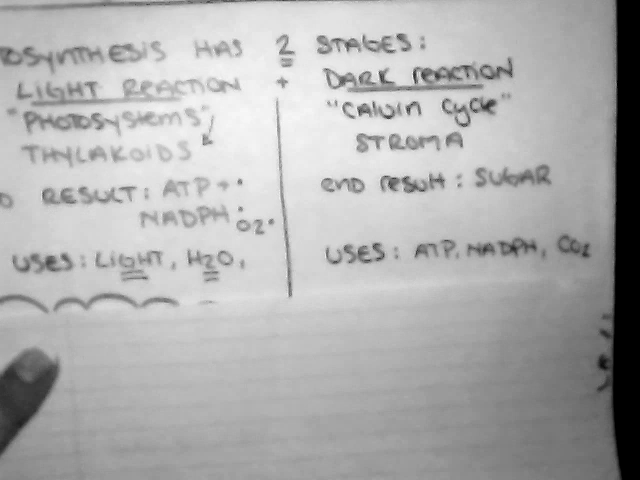 TOSYNTHESIS HAS 2 STAGES:
LIGHT REACTION + DARK REACTION
"PHOTOSYSTEMS"
THYLAKOIDS
D RESULT: ATP +
NADPH
O2
USES: LIGHT, H2O,
"Calvin Cycle"
STROMA
end result: SUGAR
USES: ATP, NADPH, CO2